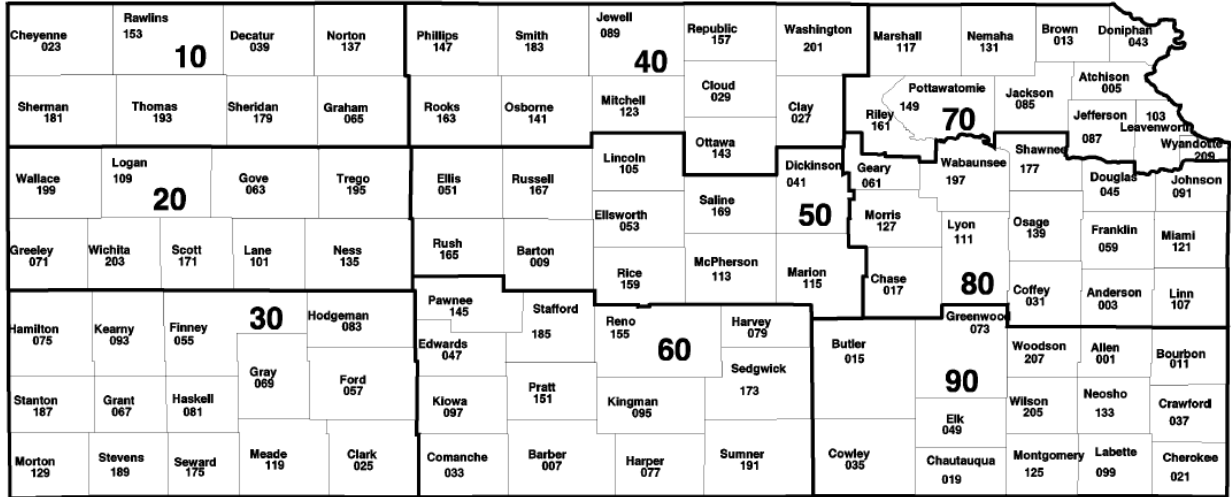 Cheyenne
023
Rawlins
153
10
Decatur
039
Norton
137
Phillips
147
Smith
183
Jewell
089
40
Republic
157
Washington
201
Marshall
117
Nemaha
131
Brown
013
Doniphan
043
Sherman
181
Thomas
193
Sheridan
179
Graham
065
Rooks
163
Osborne
141
Mitchell
123
Cloud
029
Clay
027
Riley
161
Pottawatomie
149
70
Jackson
085
Atchison
005
Jefferson
087
103
Leavenworth
Wyandotte
209
Ottawa
143
Wallace
199
Logan
109
20
Gove
063
Trego
195
Ellis
051
Russell
167
Lincoln
105
Saline
169
Dickinson
041
50
Geary
061
Wabaunsee
197
Shawnee
177
Douglas
045
Johnson
091
Greeley
071
Wichita
203
Scott
171
Lane
101
Ness
135
Rush
165
Barton
009
Ellsworth
053
Rice
159
McPherson
113
Marion
115
Morris
127
Chase
017
Lyon
111
80
Osage
139
Franklin
059
Miami
121
Coffey
031
Anderson
003
Linn
107
Hamilton
075
Kearny
093
Finney
055
30
Hodgeman
083
Pawnee
145
Stafford
185
Edwards
047
Reno
155
60
Harvey
079
Sedgwick
173
Butler
015
Greenwood
073
90
Woodson
207
Allen
001
Bourbon
011
Stanton
187
Grant
067
Haskell
081
Gray
069
Ford
057
Kiowa
097
Pratt
151
Kingman
095
Elk
049
Wilson
205
Neosho
133
Crawford
037
Morton
129
Stevens
189
Seward
175
Meade
119
Clark
025
Comanche
033
Barber
007
Harper
077
Sumner
191
Cowley
035
Chautauqua
019
Montgomery
125
Labette
099
Cherokee
021